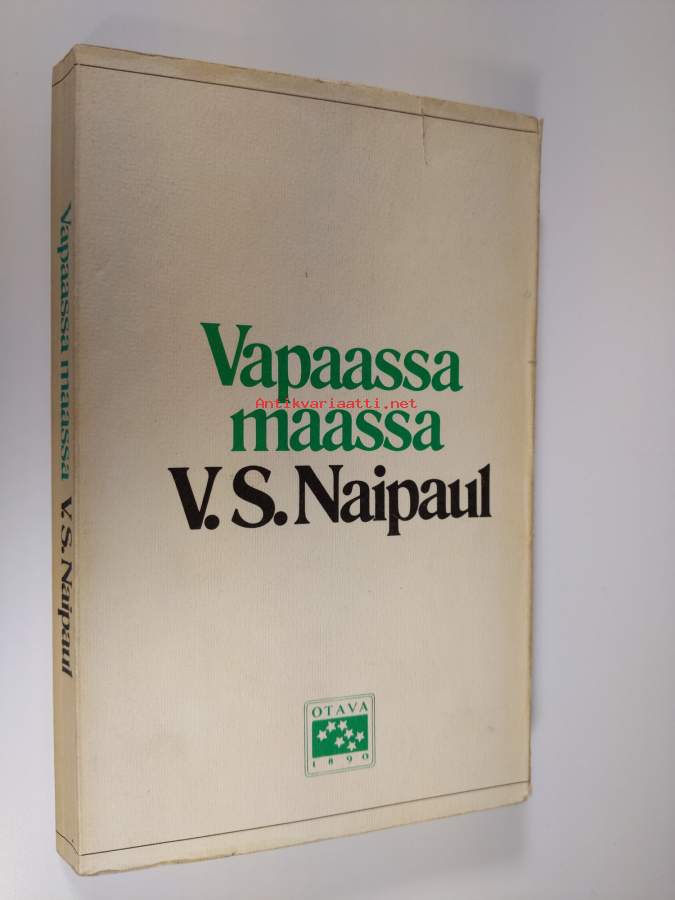 Vapaassa maassa V. S. Naipaul
Vapaassa
Antikvariaatti.net
maassa
V. S. Naipaul
OTAVA
1890